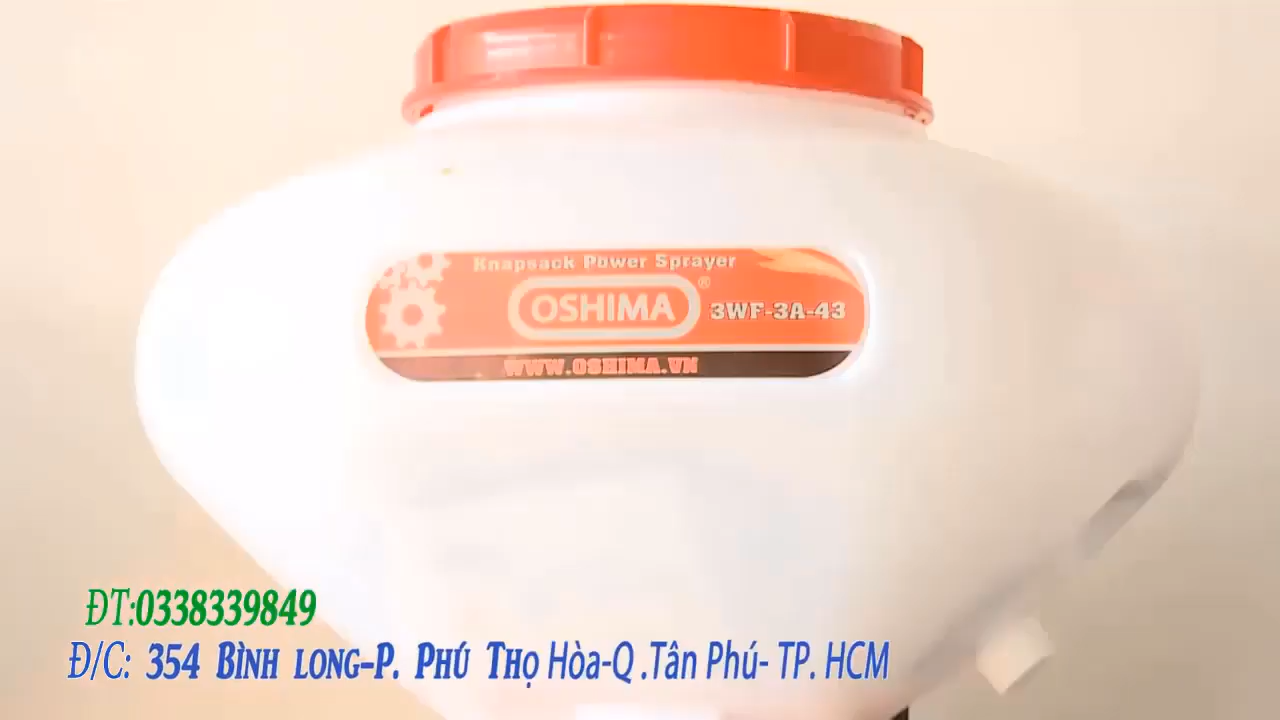 Knapsack Power Sprayer
OSHIMA® 3WF-3A-43
WWW.OSHIMA.VN
ĐT:0338339849
Đ/C: 354 BÌNH LONG-P. PHÚ THỌ Hòa-Q .Tân Phú- TP. HCM